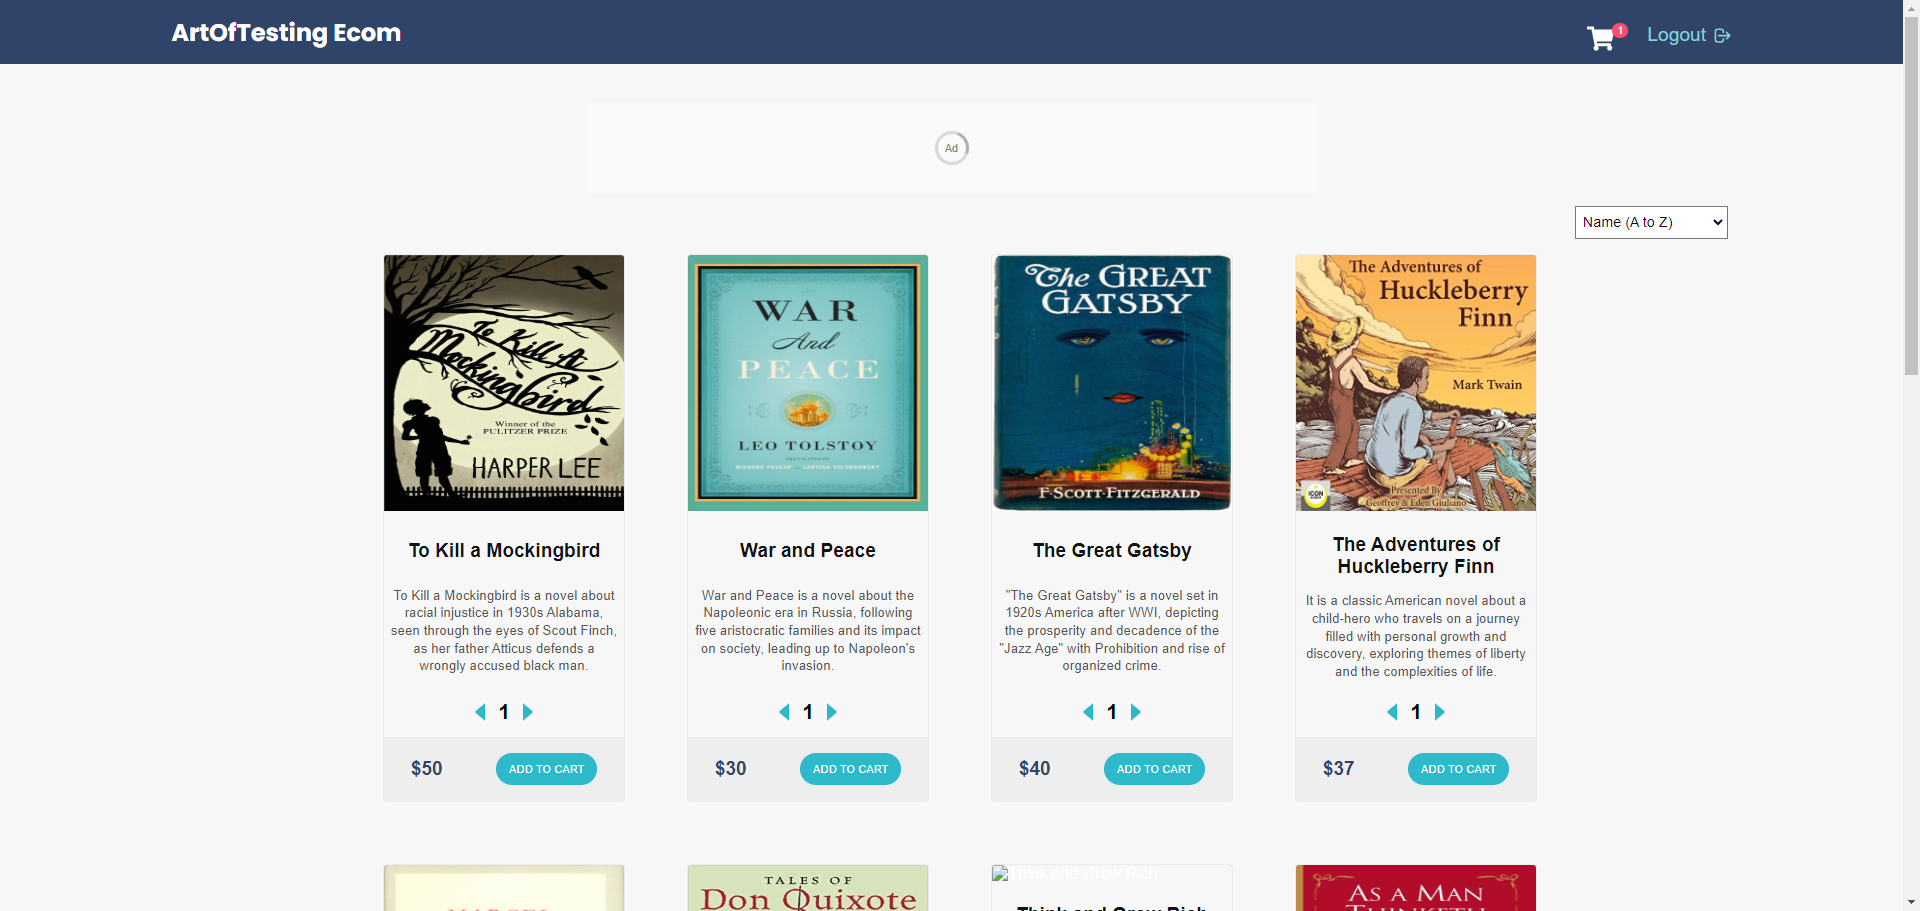 ArtOfTesting Ecom
1
Logout
Ad
Name (A to Z)
To Kill A
Mockingbird
Winner of the
PULITZER PRIZE
HARPER LEE
To Kill a Mockingbird
To Kill a Mockingbird is a novel about
racial injustice in 1930s Alabama,
seen through the eyes of Scout Finch,
as her father Atticus defends a
wrongly accused black man.
1
$50
ADD TO CART
WAR
And
PEACE
LEO TOLSTOY
TRANSLATED BY
RICHARD PEVEAR AND LARISSA VOLOKHONSKY
War and Peace
War and Peace is a novel about the
Napoleonic era in Russia, following
five aristocratic families and its impact
on society, leading up to Napoleon's
invasion.
1
$30
ADD TO CART
The GREAT
GATSBY
F·SCOTT·FITZGERALD
The Great Gatsby
"The Great Gatsby" is a novel set in
1920s America after WWI, depicting
the prosperity and decadence of the
"Jazz Age" with Prohibition and rise of
organized crime.
1
$40
ADD TO CART
The Adventures of
Huckleberry
Finn
Mark Twain
ICON
Presented By
Geoffrey & Eden Giuliano
The Adventures of
Huckleberry Finn
It is a classic American novel about a
child-hero who travels on a journey
filled with personal growth and
discovery, exploring themes of liberty
and the complexities of life.
1
$37
ADD TO CART
MARCEL
TALES OF
Don Quixote
Think and Grow Rich
Think and Grow Rich
AS A MAN
THINKETH